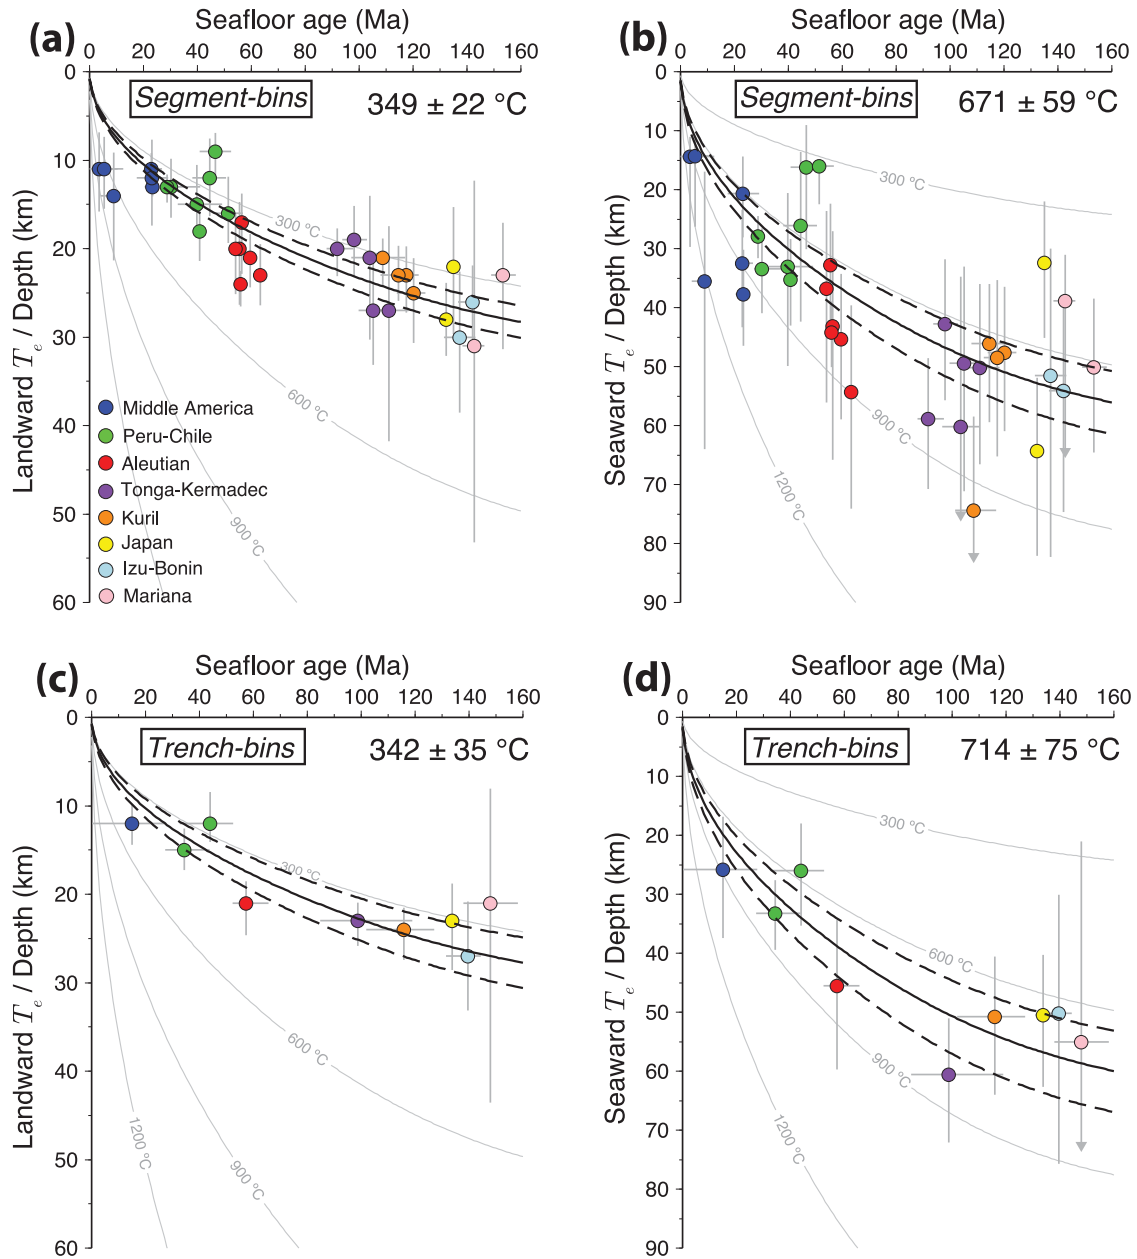 Seafloor age (Ma)
(a)
0 20 40 60 80 100 120 140 160
Segment-bins
349 ± 22 °C
0
10
20
30
40
50
60
Landward Te / Depth (km)
300 °C
600 °C
900 °C
Middle America
Peru-Chile
Aleutian
Tonga-Kermadec
Kuril
Japan
Izu-Bonin
Mariana
Seafloor age (Ma)
(b)
0 20 40 60 80 100 120 140 160
Segment-bins
671 ± 59 °C
0
10
20
30
40
50
60
70
80
90
Seaward Te / Depth (km)
300 °C
600 °C
900 °C
1200 °C
Seafloor age (Ma)
(c)
0 20 40 60 80 100 120 140 160
Trench-bins
342 ± 35 °C
0
10
20
30
40
50
60
Landward Te / Depth (km)
300 °C
600 °C
900 °C
1200 °C
Seafloor age (Ma)
(d)
0 20 40 60 80 100 120 140 160
Trench-bins
714 ± 75 °C
0
10
20
30
40
50
60
70
80
90
Seaward Te / Depth (km)
300 °C
600 °C
900 °C
1200 °C